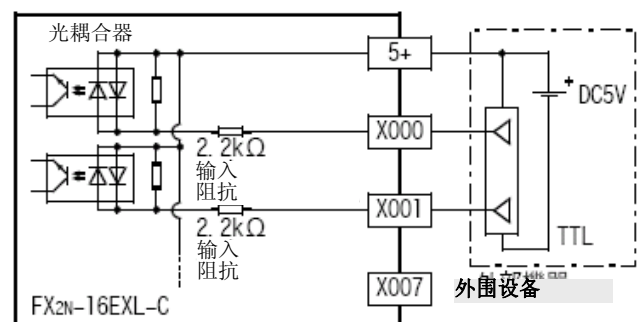 光耦合器
5+
+
DC5V
X000
2.2kΩ
输入
阻抗
X001
2.2kΩ
输入
阻抗
TTL
X007
外围设备
FX2N-16EXL-C